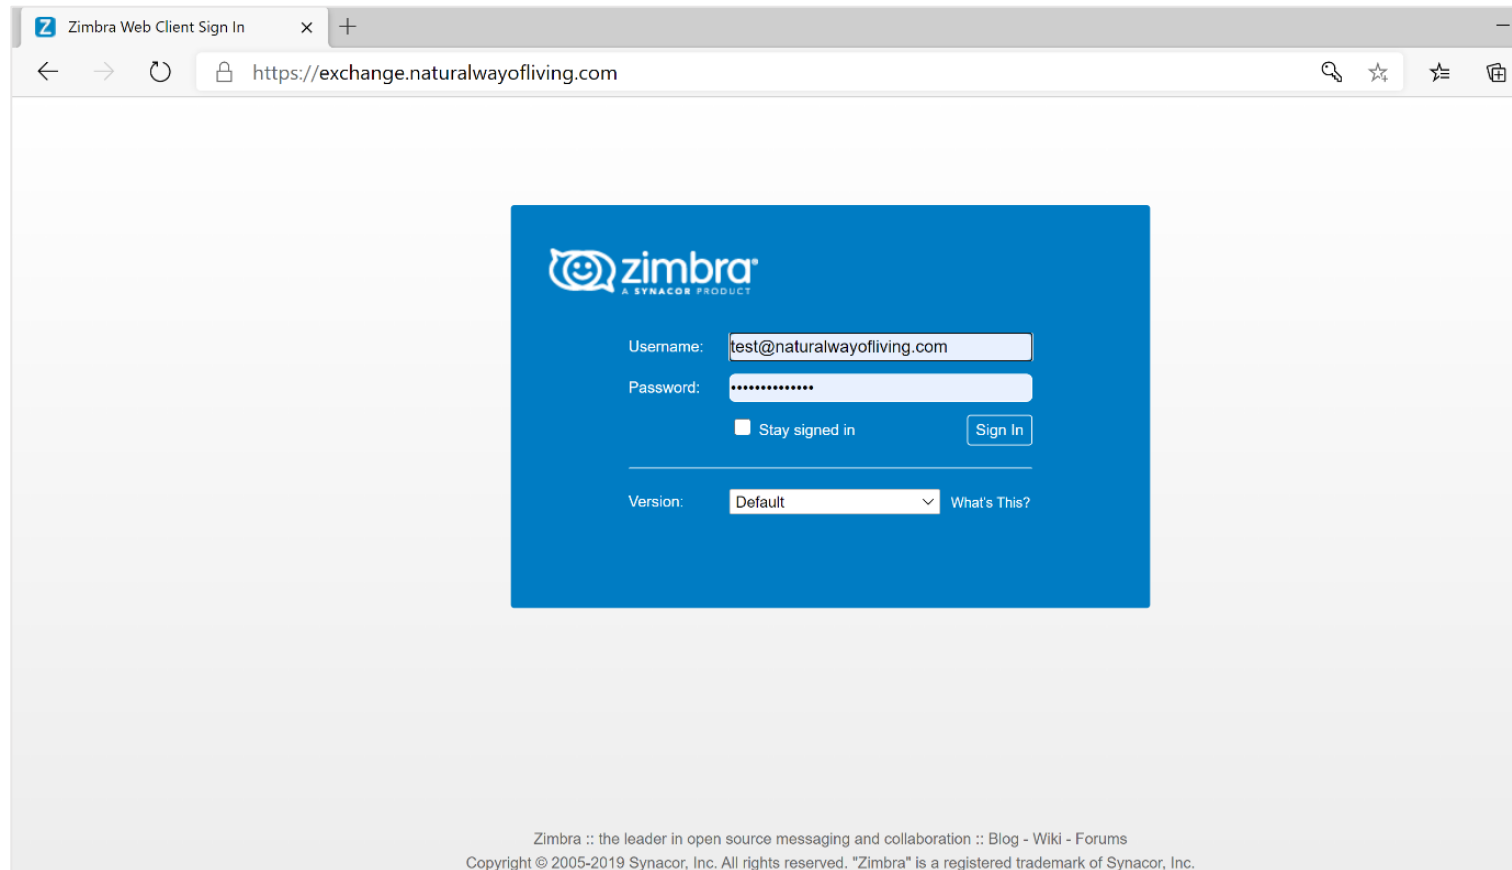 Z Zimbra Web Client Sign In
https://exchange.naturalwayofliving.com
zimbra®
A SYNACOR PRODUCT
Username: test@naturalwayofliving.com
Password: ••••••••••••••
Stay signed in Sign In
Version: Default What's This?
Zimbra :: the leader in open source messaging and collaboration :: Blog - Wiki - Forums
Copyright © 2005-2019 Synacor, Inc. All rights reserved. "Zimbra" is a registered trademark of Synacor, Inc.